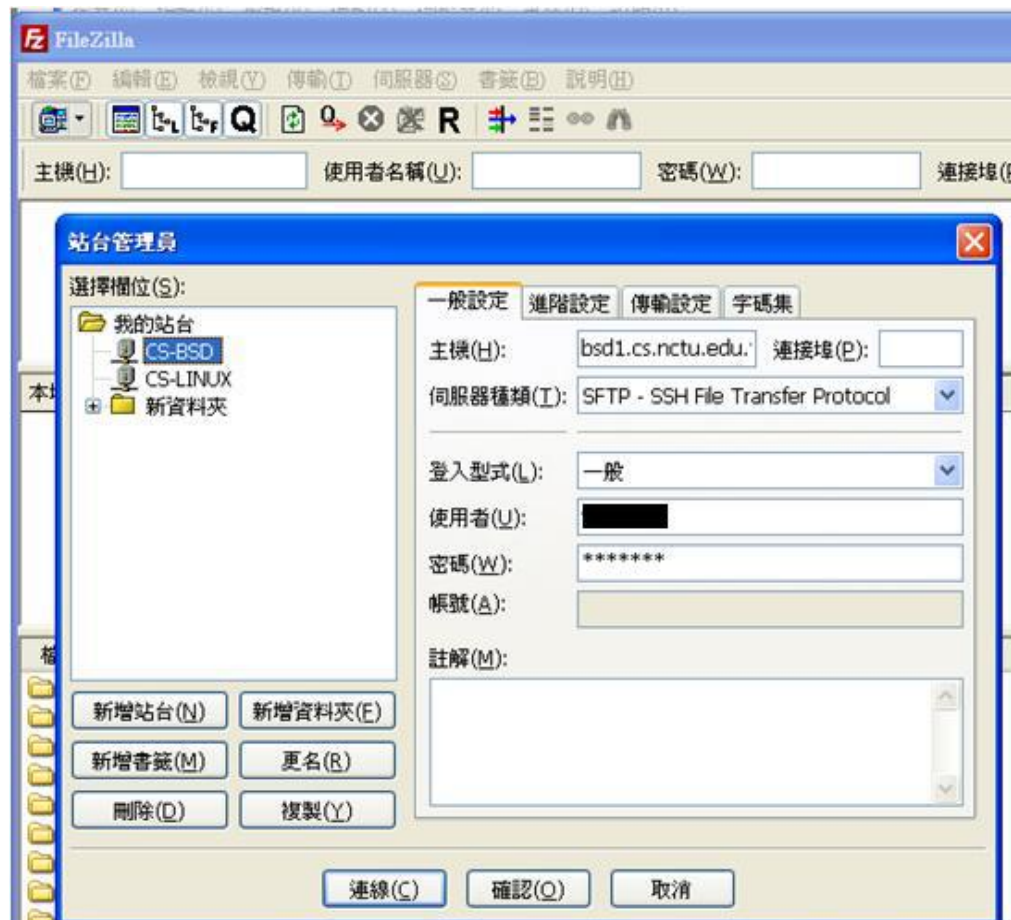 FileZilla
檔案(F) 編輯(E) 檢視(V) 傳輸(T) 伺服器(S) 書籤(B) 說明(H)
主機(H): 使用者名稱(U): 密碼(W): 連接埠(
站台管理員
選擇欄位(S):
我的站台
CS-BSD
CS-LINUX
新資料夾
一般設定 進階設定 傳輸設定 字碼集
主機(H): bsd1.cs.nctu.edu. 連接埠(P):
伺服器種類(T): SFTP - SSH File Transfer Protocol
登入型式(L): 一般
使用者(U):
密碼(W): *******
帳號(A):
註解(M):
新增站台(N) 新增資料夾(F)
新增書籤(M) 更名(R)
刪除(D) 複製(Y)
連線(C) 確認(O) 取消